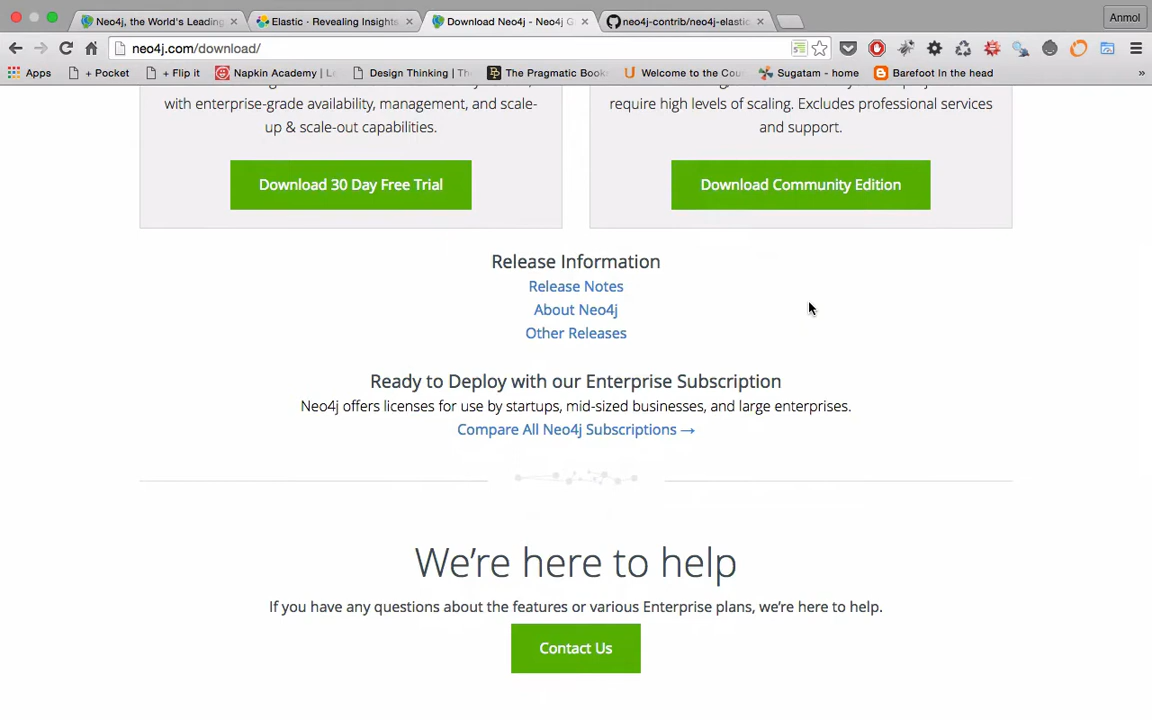 Neo4j, the World's Leading
Elastic · Revealing Insights
Download Neo4j - Neo4j G
neo4j-contrib/neo4j-elastic
Anmol
neo4j.com/download/
Apps
+ Pocket
+ Flip it
Napkin Academy | L
Design Thinking | Th
The Pragmatic Book
Welcome to the Cou
Sugatam - home
Barefoot In the head
»
with enterprise-grade availability, management, and scale-
up & scale-out capabilities.
Download 30 Day Free Trial
require high levels of scaling. Excludes professional services
and support.
Download Community Edition
Release Information
Release Notes
About Neo4j
Other Releases
Ready to Deploy with our Enterprise Subscription
Neo4j offers licenses for use by startups, mid-sized businesses, and large enterprises.
Compare All Neo4j Subscriptions →
We're here to help
If you have any questions about the features or various Enterprise plans, we're here to help.
Contact Us